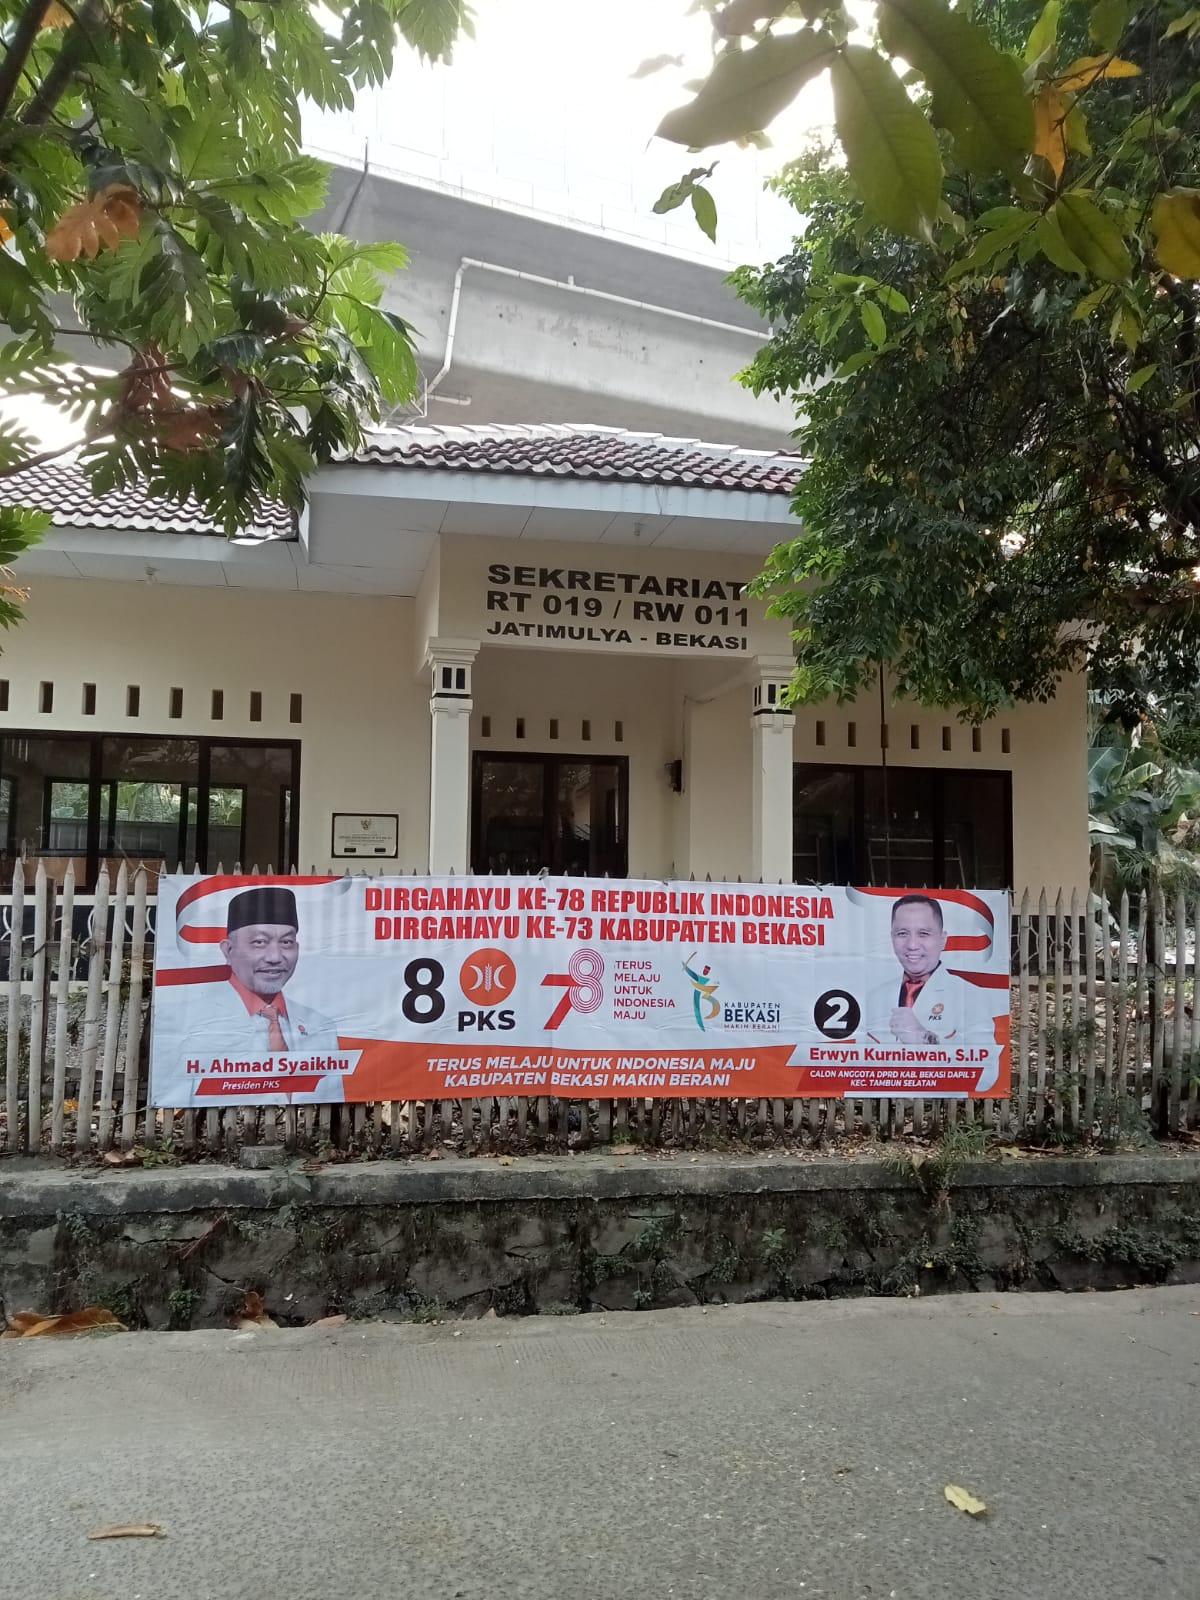 SEKRETARIAT
RT 019 / RW 011
JATIMULYA - BEKASI
DIRGAHAYU KE-78 REPUBLIK INDONESIA
DIRGAHAYU KE-73 KABUPATEN BEKASI
8
PKS
78
TERUS
MELAJU
UNTUK
INDONESIA
MAJU
73
KABUPATEN
BEKASI
MAKIN BERANI
2
PKS
H. Ahmad Syaikhu
Presiden PKS
TERUS MELAJU UNTUK INDONESIA MAJU
KABUPATEN BEKASI MAKIN BERANI
Erwyn Kurniawan, S.I.P
CALON ANGGOTA DPRD KAB. BEKASI DAPIL 3
KEC. TAMBUN SELATAN